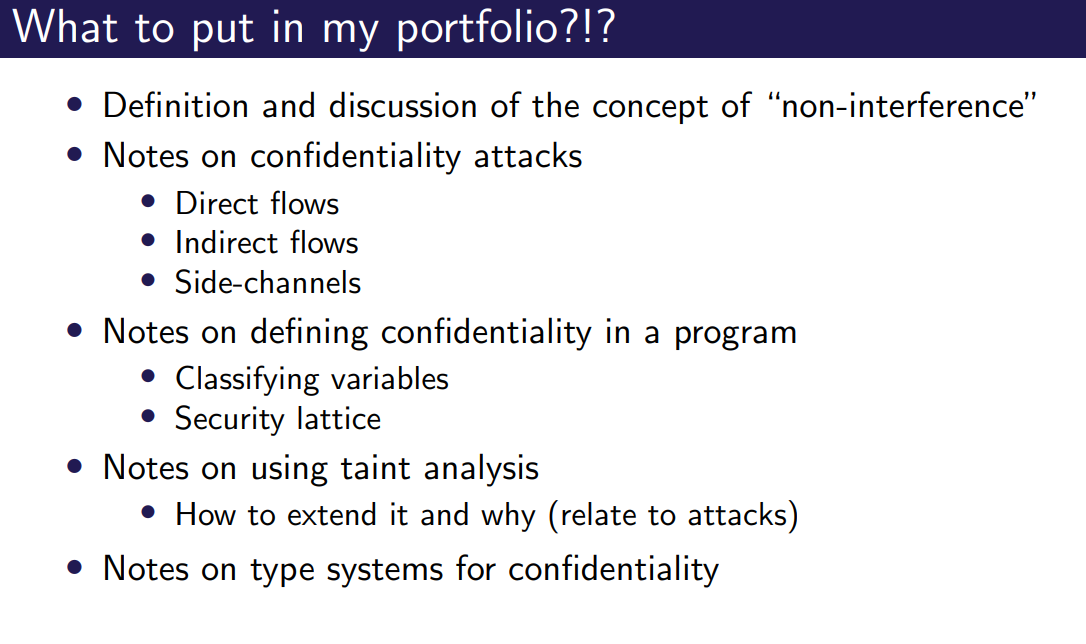 What to put in my portfolio?!?
• Definition and discussion of the concept of “non-interference”
• Notes on confidentiality attacks
• Direct flows
• Indirect flows
• Side-channels
• Notes on defining confidentiality in a program
• Classifying variables
• Security lattice
• Notes on using taint analysis
• How to extend it and why (relate to attacks)
• Notes on type systems for confidentiality